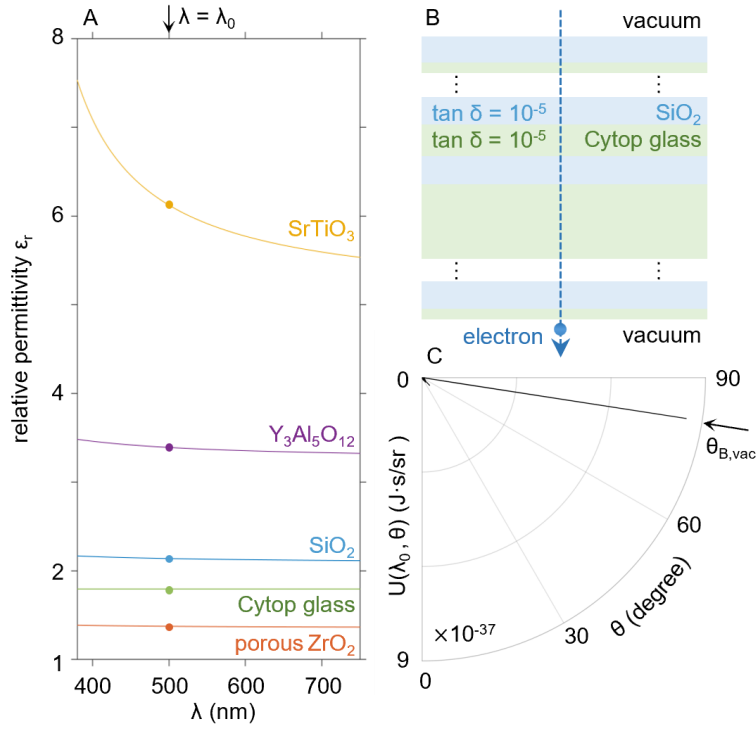 A
λ = λ₀
8
6
4
2
1
relative permittivity εᵣ
SrTiO₃
Y₃Al₅O₁₂
SiO₂
Cytop glass
porous ZrO₂
400 500 600 700
λ (nm)
B
vacuum
tan δ = 10⁻⁵ SiO₂
tan δ = 10⁻⁵ Cytop glass
electron
vacuum
C
0
90
θB,vac
60
30
0
9
U(λ₀, θ) (J·s/sr)
θ (degree)
×10⁻³⁷